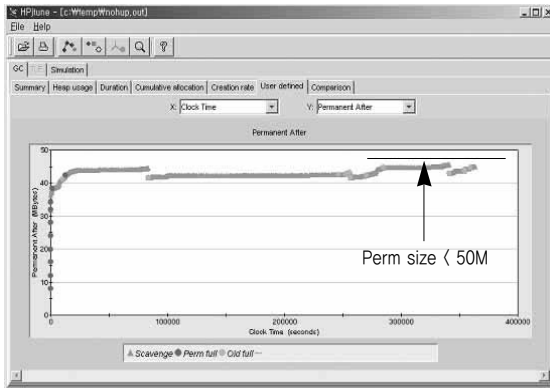 HPjtune - [c:₩temp₩nohup,out]
File Help
GC Simulation
Summary Heap usage Duration Cumulative allocation Creation rate User defined Comparison
X: Clock Time Y: Permanent After
Permanent After
50
40
30
20
10
0
Permanent After (MBytes)
Perm size < 50M
0 100000 200000 300000 400000
Clock Time (seconds)
Scavenge Perm full Old full